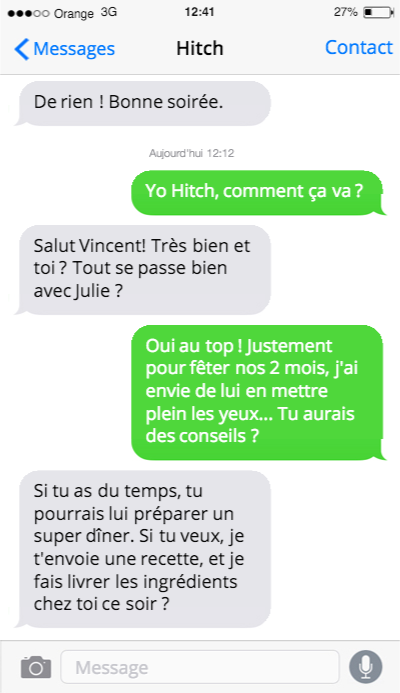 Orange 3G 12:41 27%
Messages Hitch Contact
De rien ! Bonne soirée.
Aujourd'hui 12:12
Yo Hitch, comment ça va ?
Salut Vincent! Très bien et
toi ? Tout se passe bien
avec Julie ?
Oui au top ! Justement
pour fêter nos 2 mois, j'ai
envie de lui en mettre
plein les yeux... Tu aurais
des conseils ?
Si tu as du temps, tu
pourrais lui préparer un
super dîner. Si tu veux, je
t'envoie une recette, et je
fais livrer les ingrédients
chez toi ce soir ?
Message